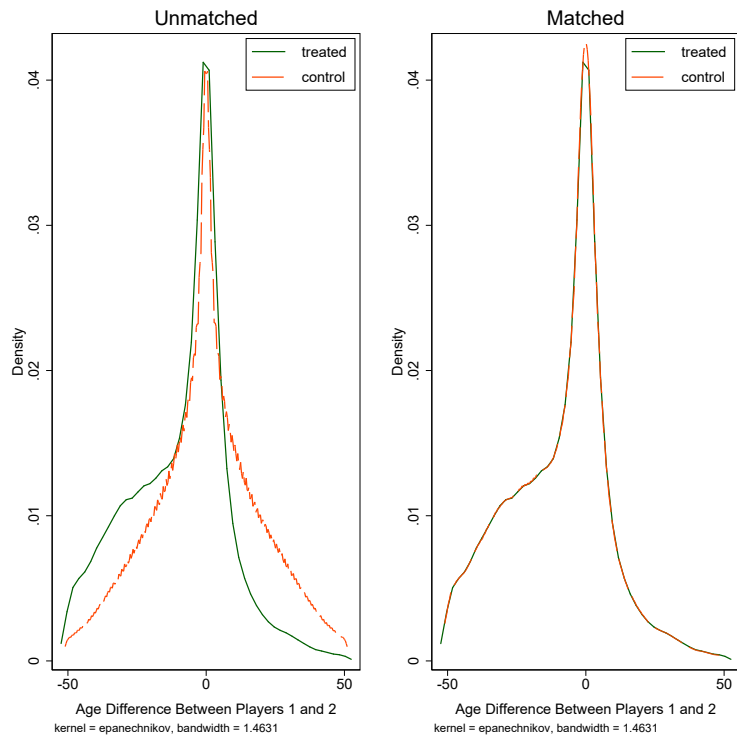 Unmatched
treated
control
.04
.03
.02
.01
0
Density
-50 0 50
Age Difference Between Players 1 and 2
kernel = epanechnikov, bandwidth = 1.4631
Matched
treated
control
.04
.03
.02
.01
0
Density
-50 0 50
Age Difference Between Players 1 and 2
kernel = epanechnikov, bandwidth = 1.4631